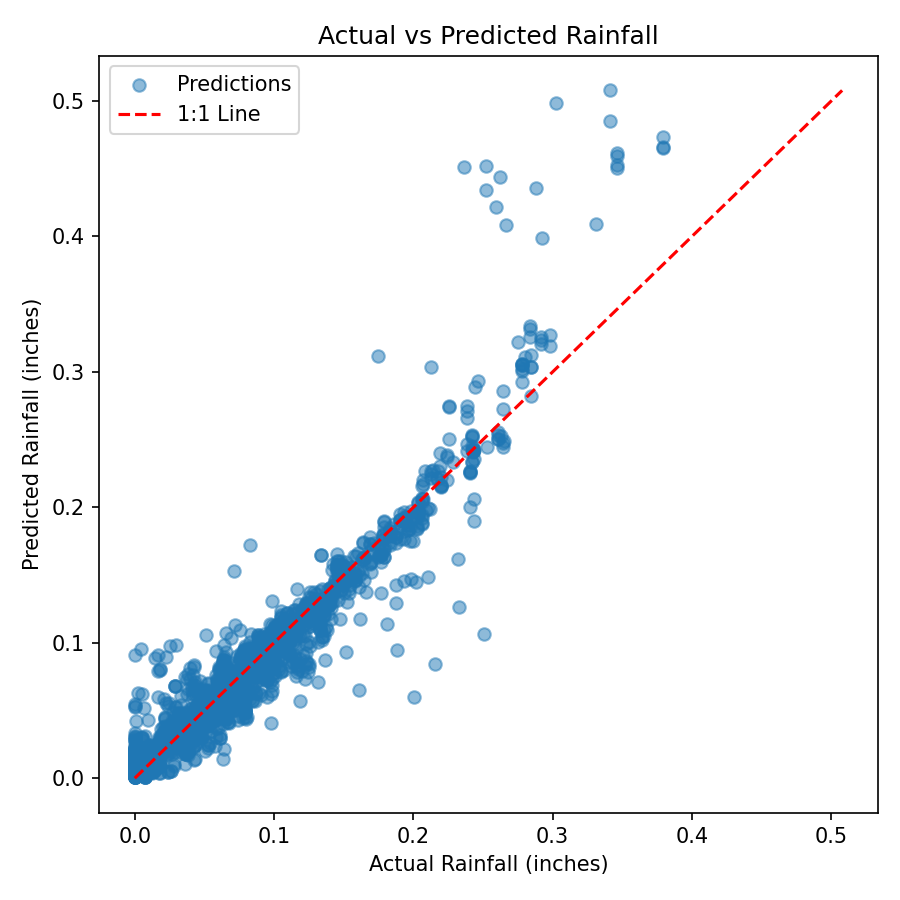 Actual vs Predicted Rainfall
Predictions
1:1 Line
Predicted Rainfall (inches)
0.5
0.4
0.3
0.2
0.1
0.0
0.0 0.1 0.2 0.3 0.4 0.5
Actual Rainfall (inches)